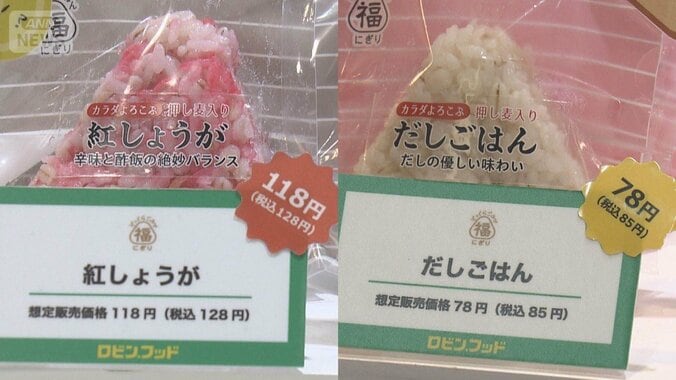 ANN
NEWS
福
にぎり
カラダよろこぶ 押し麦入り
紅しょうが
辛味と酢飯の絶妙バランス
118円
(税込128円)
福
にぎり
紅しょうが
想定販売価格 118円(税込 128円)
ロビン.フッド
福
にぎり
カラダよろこぶ 押し麦入り
だしごはん
だしの優しい味わい
78円
(税込85円)
福
にぎり
だしごはん
想定販売価格 78円(税込 85円)
ロビン.フッド